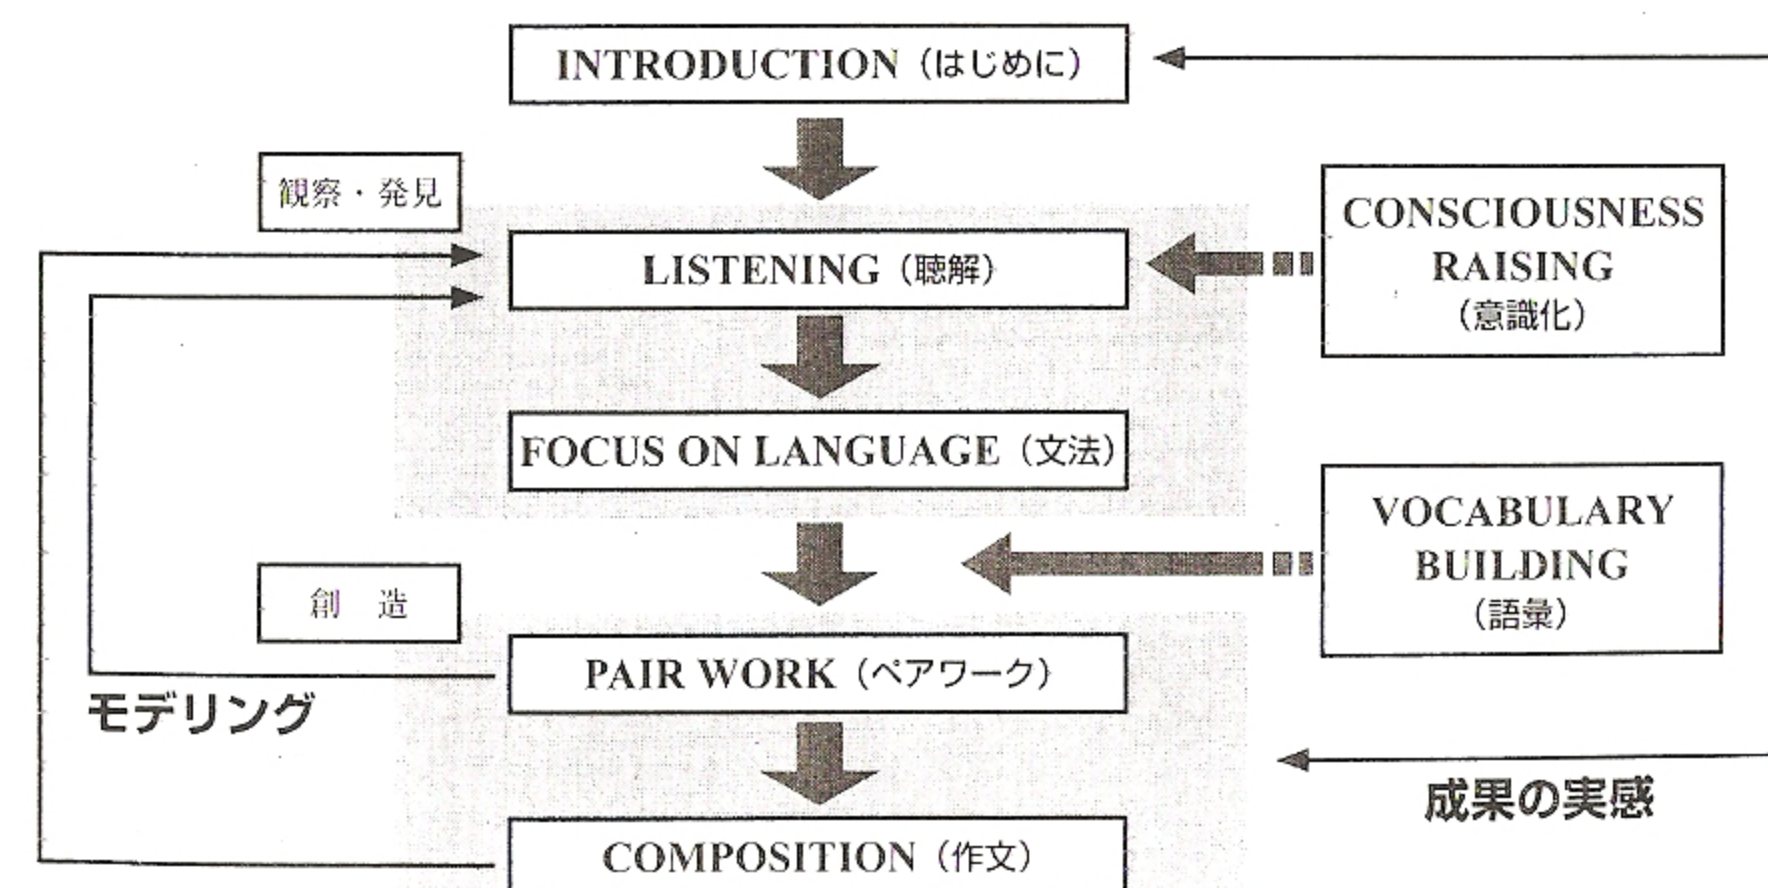 INTRODUCTION（はじめに）
観察・発見
LISTENING（聴解）
CONSCIOUSNESS
RAISING
（意識化）
FOCUS ON LANGUAGE（文法）
VOCABULARY
BUILDING
（語彙）
創 造
PAIR WORK（ペアワーク）
モデリング
成果の実感
COMPOSITION（作文）